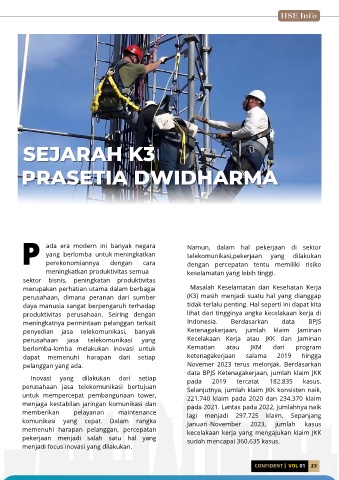 HSE Info
SEJARAH K3
PRASETIA DWIDHARMA
Pada era modern ini banyak negara
yang berlomba untuk meningkatkan
perekonomiannya dengan cara
meningkatkan produktivitas semua
sektor bisnis, peningkatan produktivitas
merupakan perhatian utama dalam berbagai
perusahaan, dimana peranan dari sumber
daya manusia sangat berpengaruh terhadap
produktivitas perusahaan. Seiring dengan
meningkatnya permintaan pelanggan terkait
penyedian jasa telekomunikasi, banyak
perusahaan jasa telekomunikasi yang
berlomba-lomba melakukan inovasi untuk
dapat memenuhi harapan dari setiap
pelanggan yang ada.
Inovasi yang dilakukan dari setiap
perusahaan jasa telekomunikasi bertujuan
untuk mempercepat pembangunan tower,
menjaga kestabilan jaringan komunikasi dan
memberikan pelayanan maintenance
komunikasi yang cepat. Dalam rangka
memenuhi harapan pelanggan, percepatan
pekerjaan menjadi salah satu hal yang
menjadi focus inovasi yang dilakukan.
Namun, dalam hal pekerjaan di sektor
telekomunikasi,pekerjaan yang dilakukan
dengan percepatan tentu memiliki risiko
keselamatan yang lebih tinggi.
Masalah Keselamatan dan Kesehatan Kerja
(K3) masih menjadi suatu hal yang dianggap
tidak terlalu penting. Hal seperti ini dapat kita
lihat dari tingginya angka kecelakaan kerja di
Indonesia. Berdasarkan data BPJS
Ketenagakerjaan, jumlah klaim Jaminan
Kecelakaan Kerja atau JKK dan Jaminan
Kematian atau JKM dari program
ketenagakerjaan salama 2019 hingga
Novemer 2023 terus melonjak. Berdasarkan
data BPJS Ketenagakerjaan, jumlah klaim JKK
pada 2019 tercatat 182.835 kasus.
Selanjutnya, jumlah klaim JKK konsisten naik,
221.740 klaim pada 2020 dan 234.370 klaim
pada 2021. Lantas pada 2022, jumlahnya naik
lagi menjadi 297.725 klaim. Sepanjang
Januari-November 2023, jumlah kasus
kecelakaan kerja yang mengajukan klaim JKK
sudah mencapai 360.635 kasus.
CONFIDENT | VOL 01 23